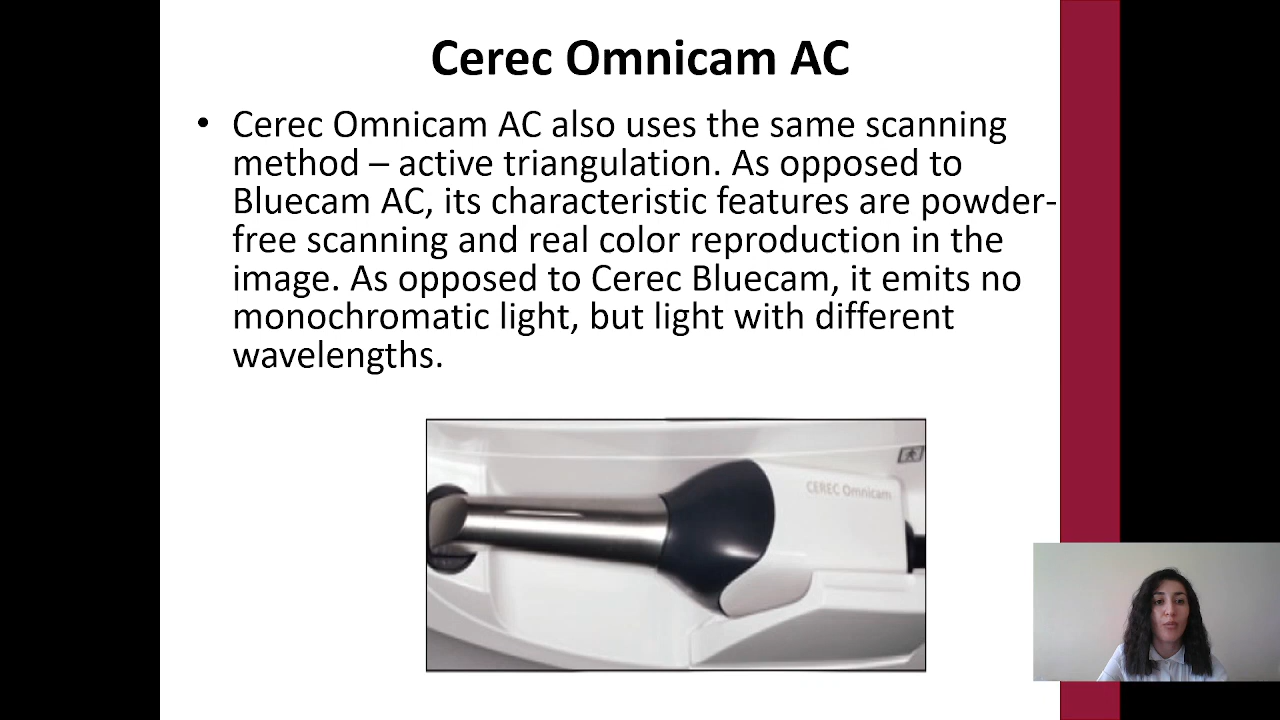 Cerec Omnicam AC
• Cerec Omnicam AC also uses the same scanning
method – active triangulation. As opposed to
Bluecam AC, its characteristic features are powder-
free scanning and real color reproduction in the
image. As opposed to Cerec Bluecam, it emits no
monochromatic light, but light with different
wavelengths.
CEREC Omnicam